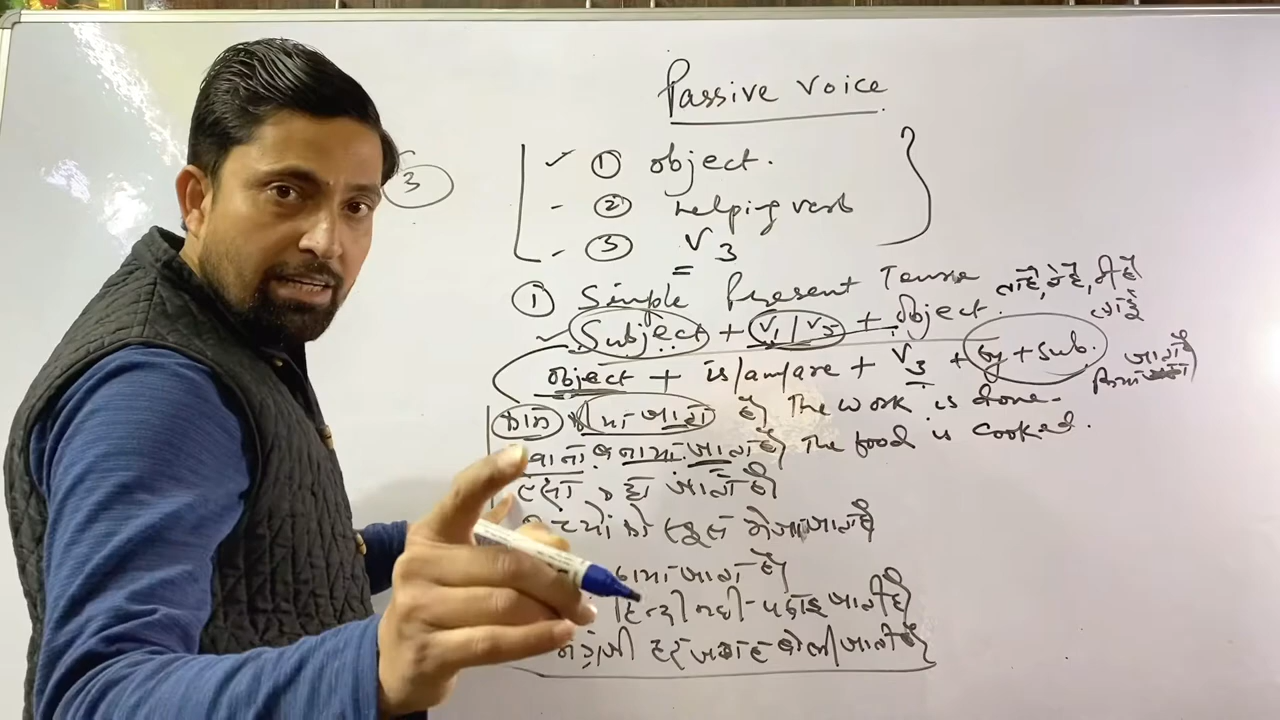 Passive Voice
① object.
② Helping verb
③ V3
3
① Simple Present Tense ता है, ते है, ती है
Subject + V1/V5 + object.
object + is/am/are + V3 + by + sub.
काम किया जाता है। The work is done.
खाना बनाया जाता है। The food is cooked.
जाती है।
को स्कूल भेजा जाता है
जाता है।
हिन्दी नहीं पढ़ाई जाती है
हर जगह बोली जाती है